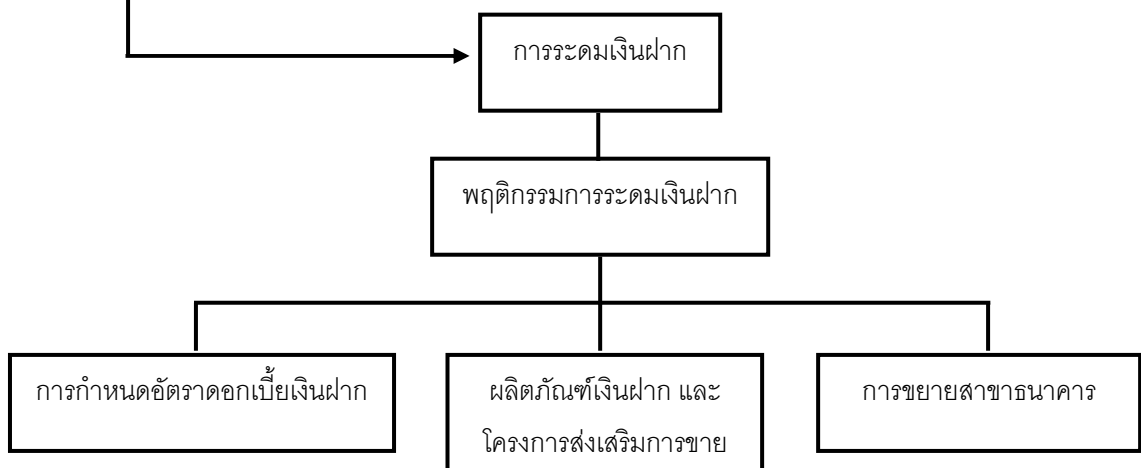 การระดมเงินฝาก
พฤติกรรมการระดมเงินฝาก
การกำหนดอัตราดอกเบี้ยเงินฝาก
ผลิตภัณฑ์เงินฝาก และ
โครงการส่งเสริมการขาย
การขยายสาขาธนาคาร